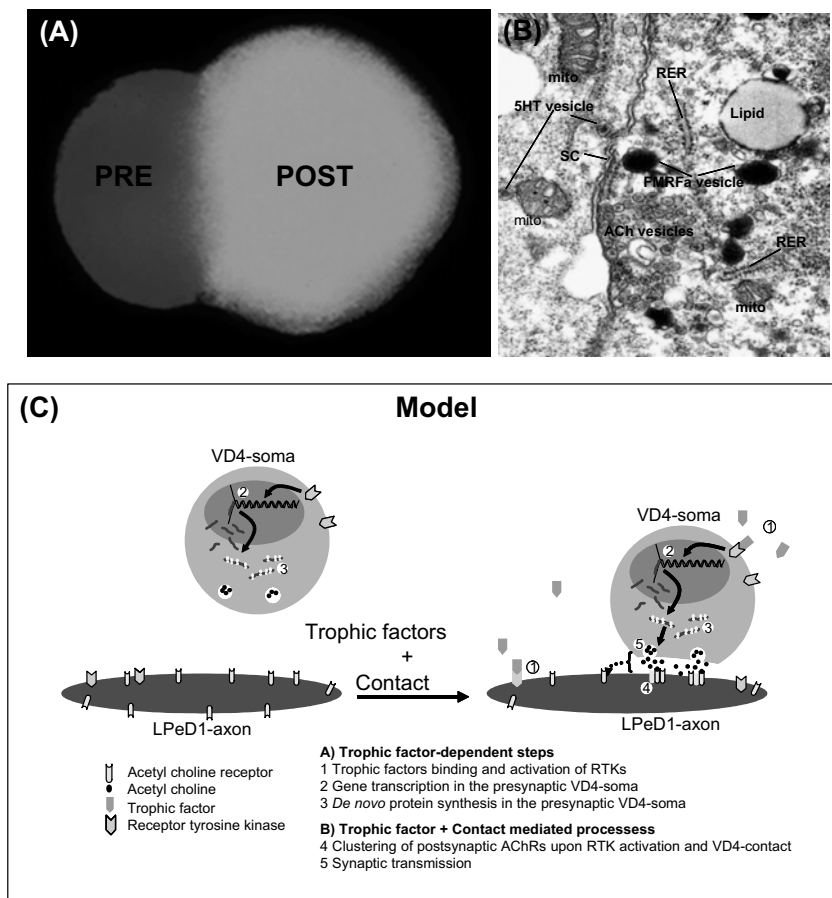 (A)
PRE
POST
(B)
mito
RER
5HT vesicle
Lipid
SC
FMRFa vesicle
mito
ACh vesicles
RER
mito
(C)
Model
VD4-soma
2
3
LPeD1-axon
Trophic factors
+
Contact
VD4-soma
1
2
3
5
1
4
LPeD1-axon
Acetyl choline receptor
Acetyl choline
Trophic factor
Receptor tyrosine kinase
A) Trophic factor-dependent steps
1 Trophic factors binding and activation of RTKs
2 Gene transcription in the presynaptic VD4-soma
3 De novo protein synthesis in the presynaptic VD4-soma
B) Trophic factor + Contact mediated processess
4 Clustering of postsynaptic AChRs upon RTK activation and VD4-contact
5 Synaptic transmission